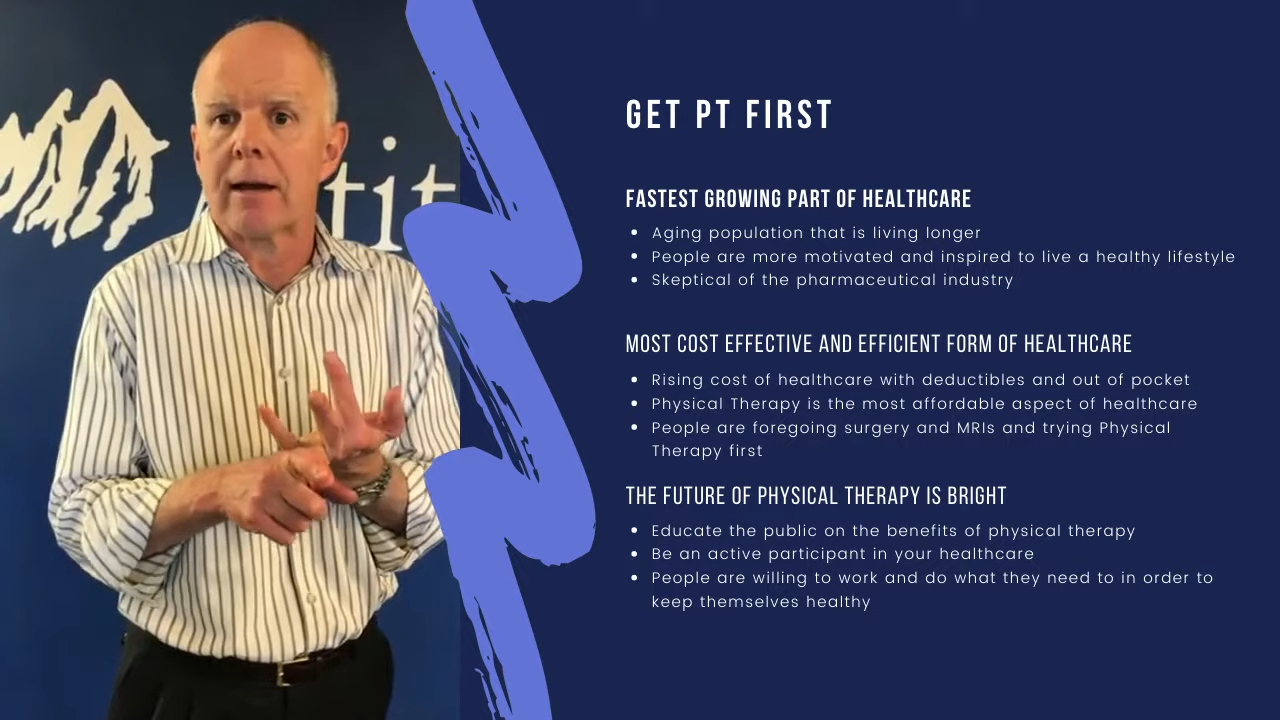 tit
GET PT FIRST
FASTEST GROWING PART OF HEALTHCARE
• Aging population that is living longer
• People are more motivated and inspired to live a healthy lifestyle
• Skeptical of the pharmaceutical industry
MOST COST EFFECTIVE AND EFFICIENT FORM OF HEALTHCARE
• Rising cost of healthcare with deductibles and out of pocket
• Physical Therapy is the most affordable aspect of healthcare
• People are foregoing surgery and MRIs and trying Physical
Therapy first
THE FUTURE OF PHYSICAL THERAPY IS BRIGHT
• Educate the public on the benefits of physical therapy
• Be an active participant in your healthcare
• People are willing to work and do what they need to in order to
keep themselves healthy